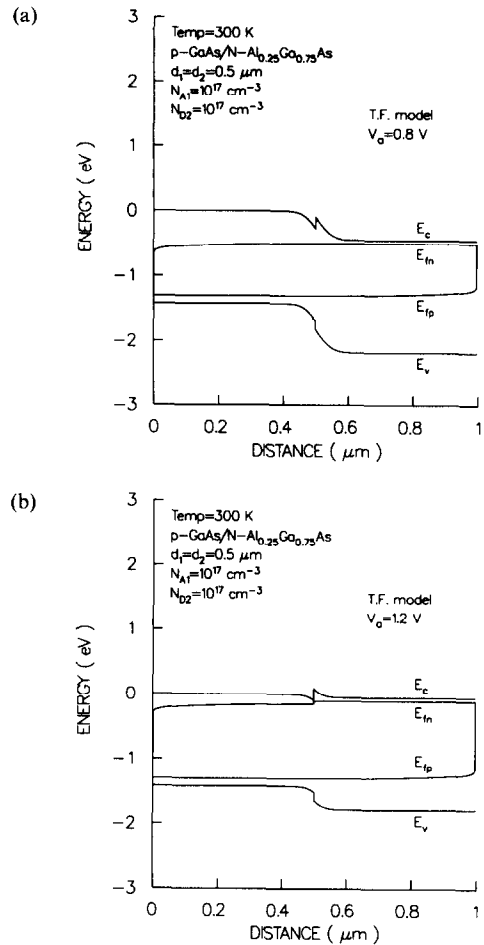 (a)
3
2
1
0
−1
−2
−3
ENERGY ( eV )
Temp=300 K
p-GaAs/N-Al0.25Ga0.75As
d1=d2=0.5 μm
NA1=10^17 cm−3
ND2=10^17 cm−3
T.F. model
Va=0.8 V
Ec
Efn
Efp
Ev
0 0.2 0.4 0.6 0.8 1
DISTANCE ( μm )
(b)
3
2
1
0
−1
−2
−3
ENERGY ( eV )
Temp=300 K
p-GaAs/N-Al0.25Ga0.75As
d1=d2=0.5 μm
NA1=10^17 cm−3
ND2=10^17 cm−3
T.F. model
Va=1.2 V
Ec
Efn
Efp
Ev
0 0.2 0.4 0.6 0.8 1
DISTANCE ( μm )